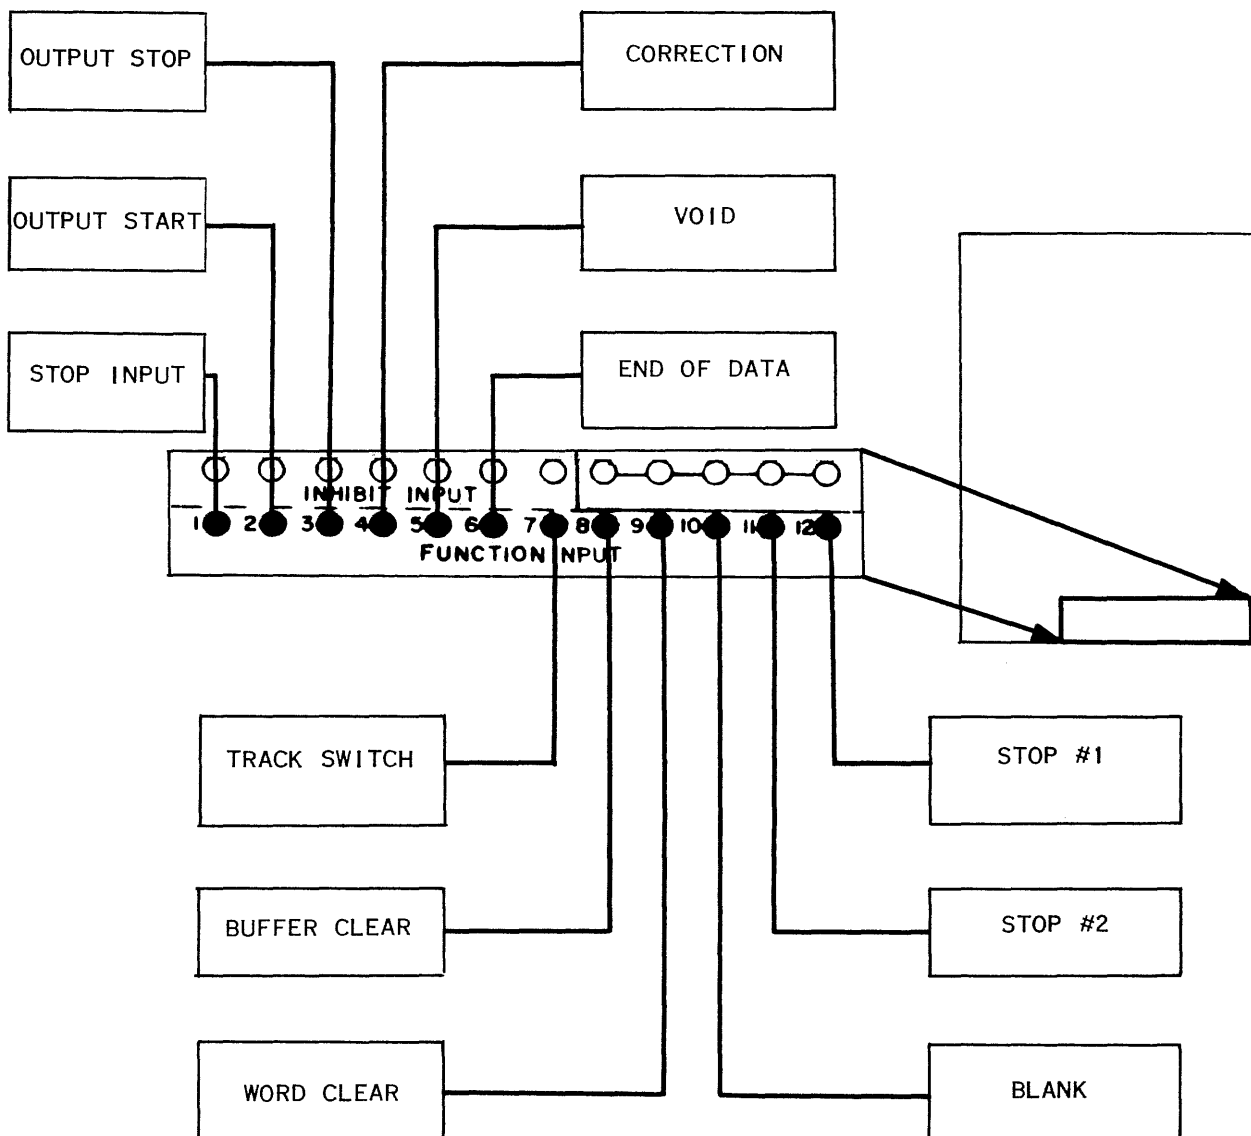 OUTPUT STOP
CORRECTION
OUTPUT START
VOID
STOP INPUT
END OF DATA
INHIBIT INPUT
1 2 3 4 5 6 7 8 9 10 11 12
FUNCTION INPUT
TRACK SWITCH
STOP #1
BUFFER CLEAR
STOP #2
WORD CLEAR
BLANK